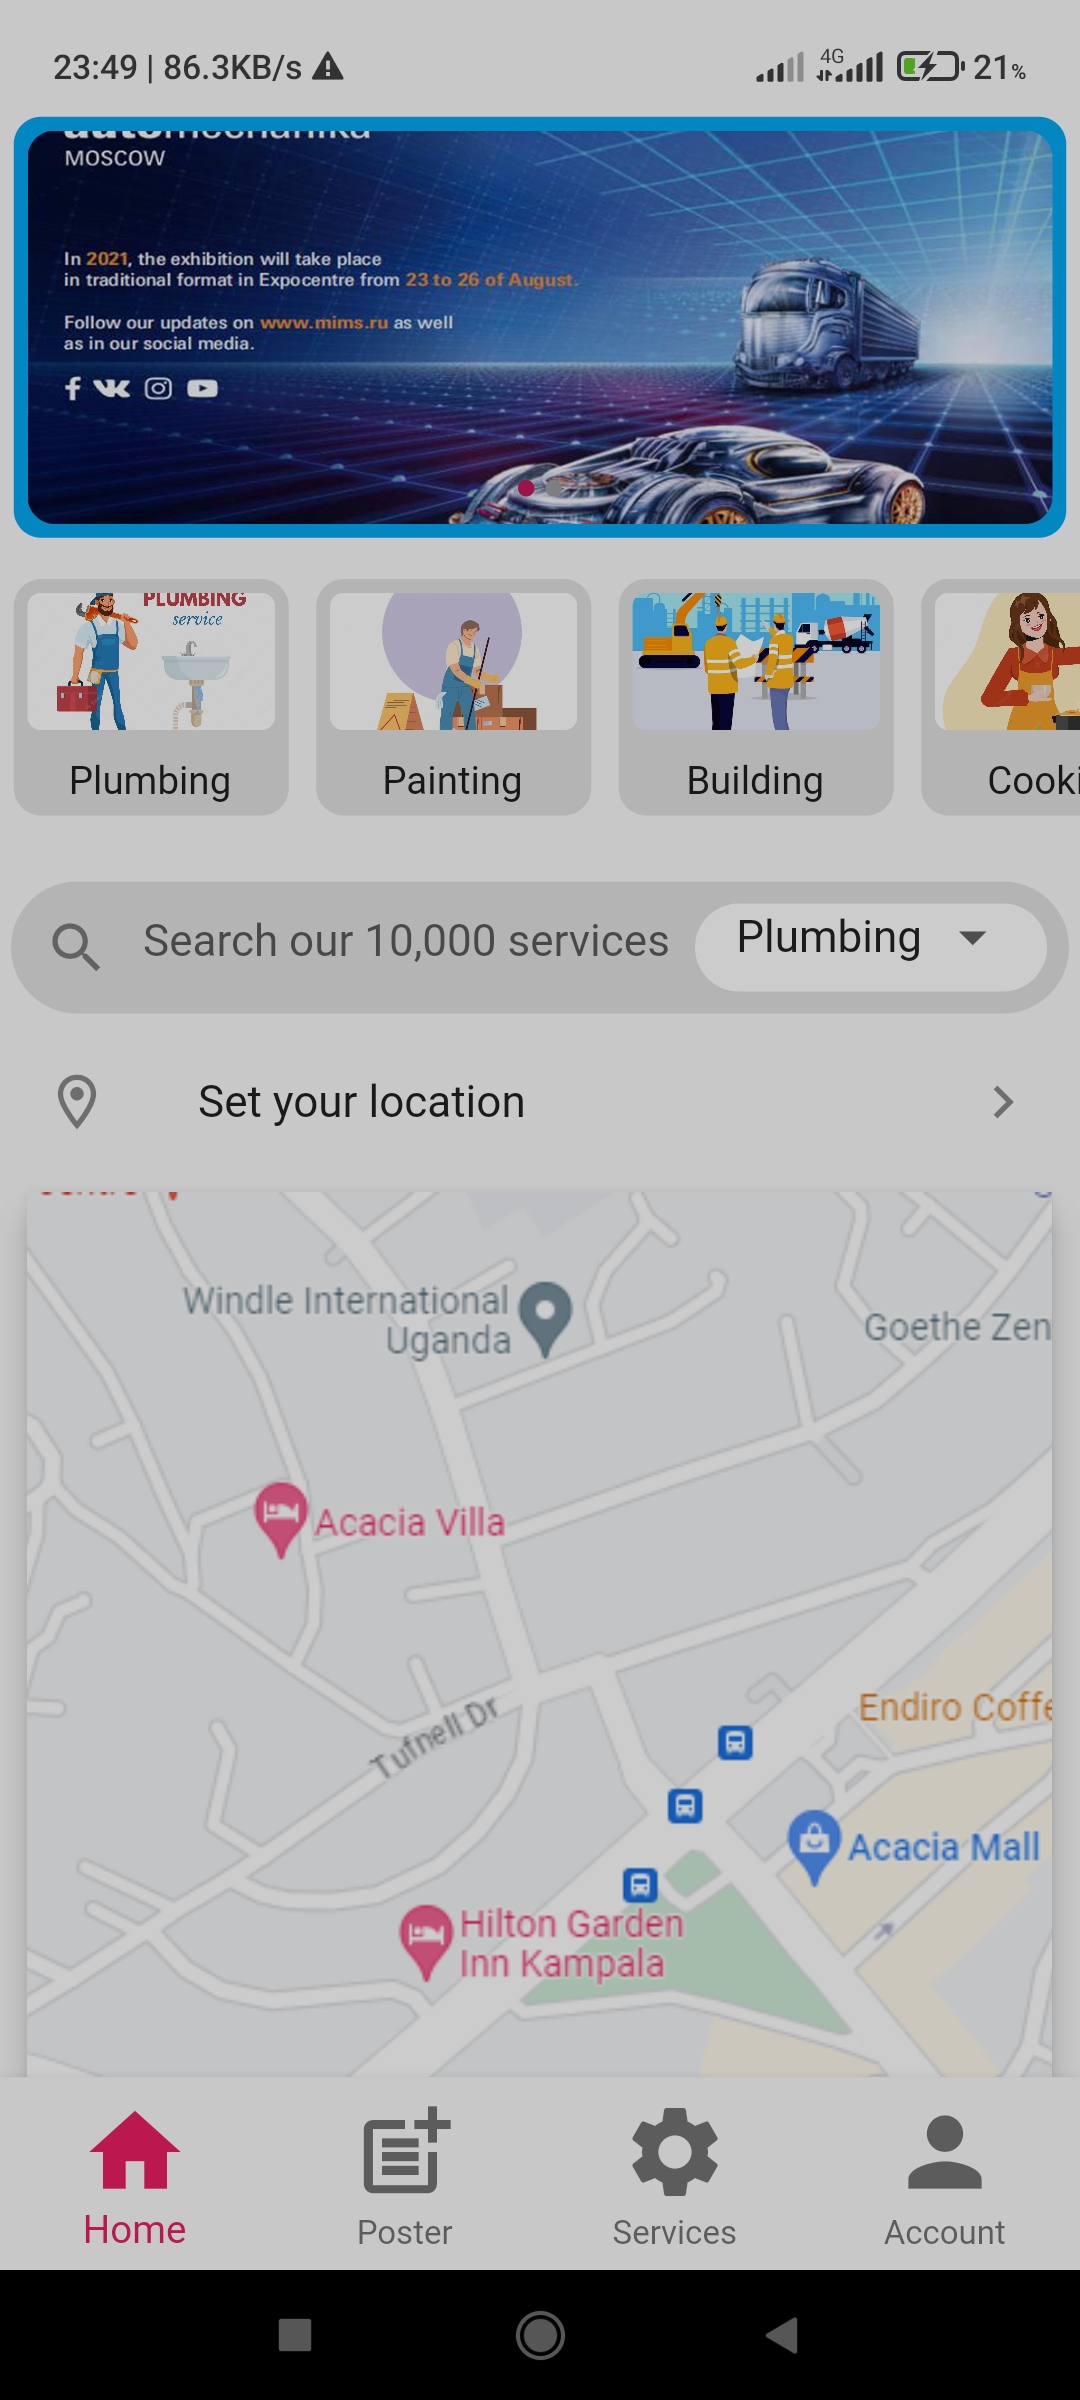 23:49 | 86.3KB/s
4G
21%
automechanika
MOSCOW
In 2021, the exhibition will take place
in traditional format in Expocentre from 23 to 26 of August.
Follow our updates on www.mims.ru as well
as in our social media.
PLUMBING
service
Plumbing
Painting
Building
Cooki
Search our 10,000 services
Plumbing
Set your location
Windle International
Uganda
Goethe Zen
Acacia Villa
Tufnell Dr
Endiro Coffe
Acacia Mall
Hilton Garden
Inn Kampala
Home
Poster
Services
Account